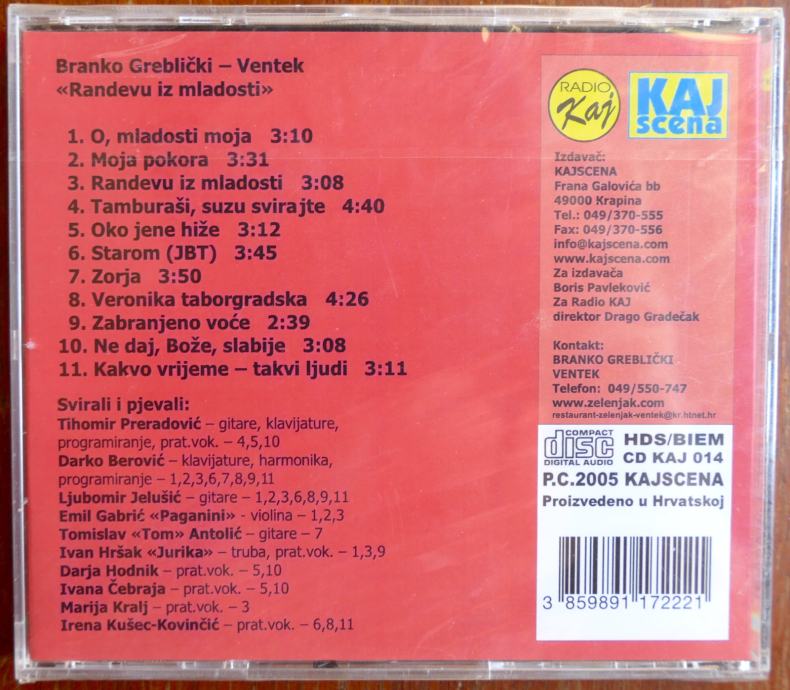 Branko Greblički – Ventek
«Randevu iz mladosti»
1. O, mladosti moja 3:10
2. Moja pokora 3:31
3. Randevu iz mladosti 3:08
4. Tamburaši, suzu svirajte 4:40
5. Oko jene hiže 3:12
6. Starom (JBT) 3:45
7. Zorja 3:50
8. Veronika taborgradska 4:26
9. Zabranjeno voće 2:39
10. Ne daj, Bože, slabije 3:08
11. Kakvo vrijeme – takvi ljudi 3:11
Svirali i pjevali:
Tihomir Preradović – gitare, klavijature,
programiranje, prat.vok. – 4,5,10
Darko Berović – klavijature, harmonika,
programiranje – 1,2,3,6,7,8,9,11
Ljubomir Jelušić – gitare – 1,2,3,6,8,9,11
Emil Gabrić «Paganini» - violina – 1,2,3
Tomislav «Tom» Antolić – gitare – 7
Ivan Hršak «Jurika» – truba, prat.vok. – 1,3,9
Darja Hodnik – prat.vok. – 5,10
Ivana Čebraja – prat.vok. – 5,10
Marija Kralj – prat.vok. – 3
Irena Kušec-Kovinčić – prat.vok. – 6,8,11
RADIO
Kaj
KAJ
scena
Izdavač:
KAJSCENA
Frana Galovića bb
49000 Krapina
Tel.: 049/370-555
Fax: 049/370-556
info@kajscena.com
www.kajscena.com
Za izdavača
Boris Pavleković
Za Radio KAJ
direktor Drago Gradečak
Kontakt:
BRANKO GREBLIČKI
VENTEK
Telefon: 049/550-747
www.zelenjak.com
restaurant-zelenjak-ventek@kr.htnet.hr
COMPACT
disc
DIGITAL AUDIO
HDS/BIEM
CD KAJ 014
P.C.2005 KAJSCENA
Proizvedeno u Hrvatskoj
3 859891 172221